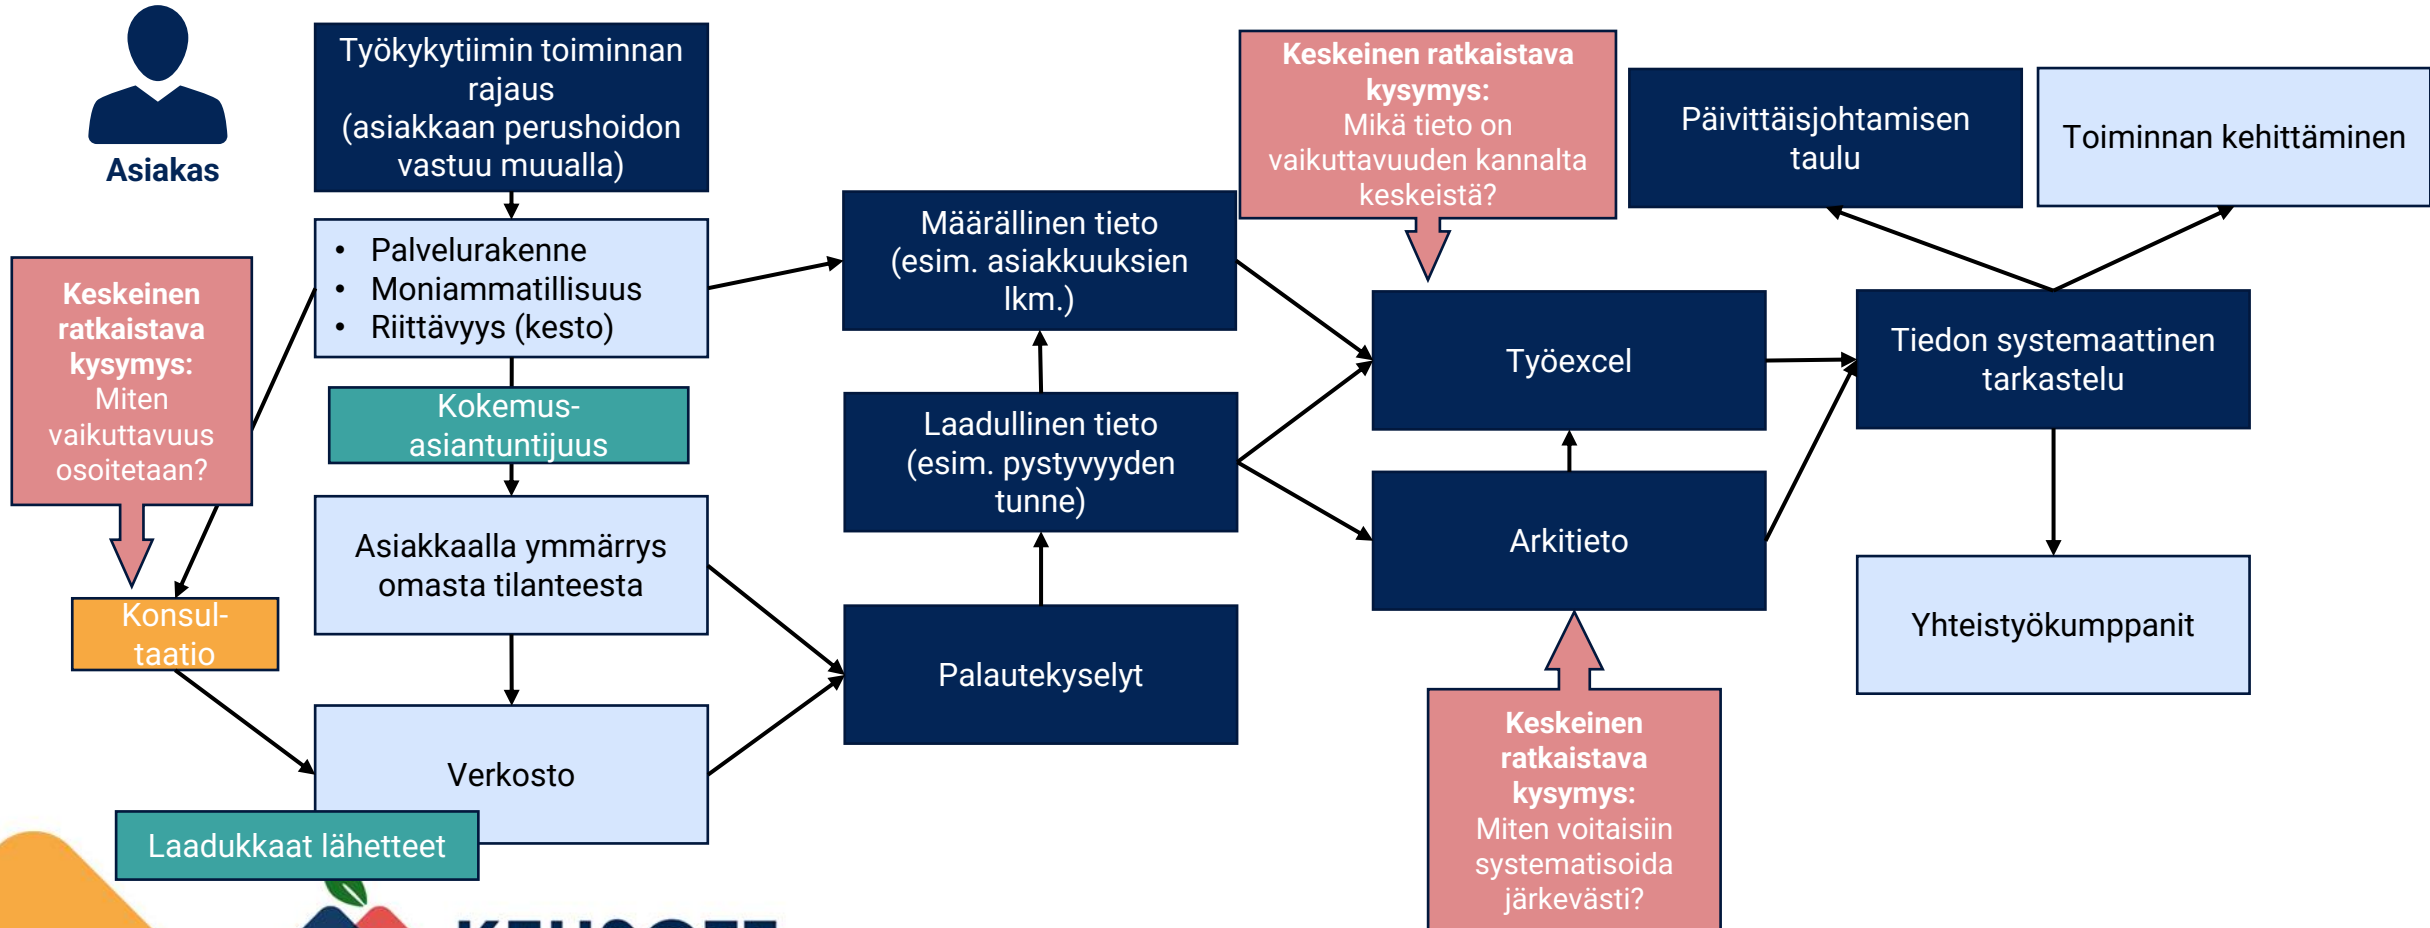 Asiakas
Työkykytiimin toiminnan
rajaus
(asiakkaan perushoidon
vastuu muualla)
• Palvelurakenne
• Moniammatillisuus
• Riittävyys (kesto)
Keskeinen
ratkaistava
kysymys:
Miten
vaikuttavuus
osoitetaan?
Kokemus-
asiantuntijuus
Asiakkaalla ymmärrys
omasta tilanteesta
Konsul-
taatio
Verkosto
Laadukkaat lähetteet
Määrällinen tieto
(esim. asiakkuuksien
lkm.)
Laadullinen tieto
(esim. pystyvyyden
tunne)
Palautekyselyt
Keskeinen ratkaistava
kysymys:
Mikä tieto on
vaikuttavuuden kannalta
keskeistä?
Työexcel
Arkitieto
Keskeinen
ratkaistava
kysymys:
Miten voitaisiin
systematisoida
järkevästi?
Päivittäisjohtamisen
taulu
Toiminnan kehittäminen
Tiedon systemaattinen
tarkastelu
Yhteistyökumppanit